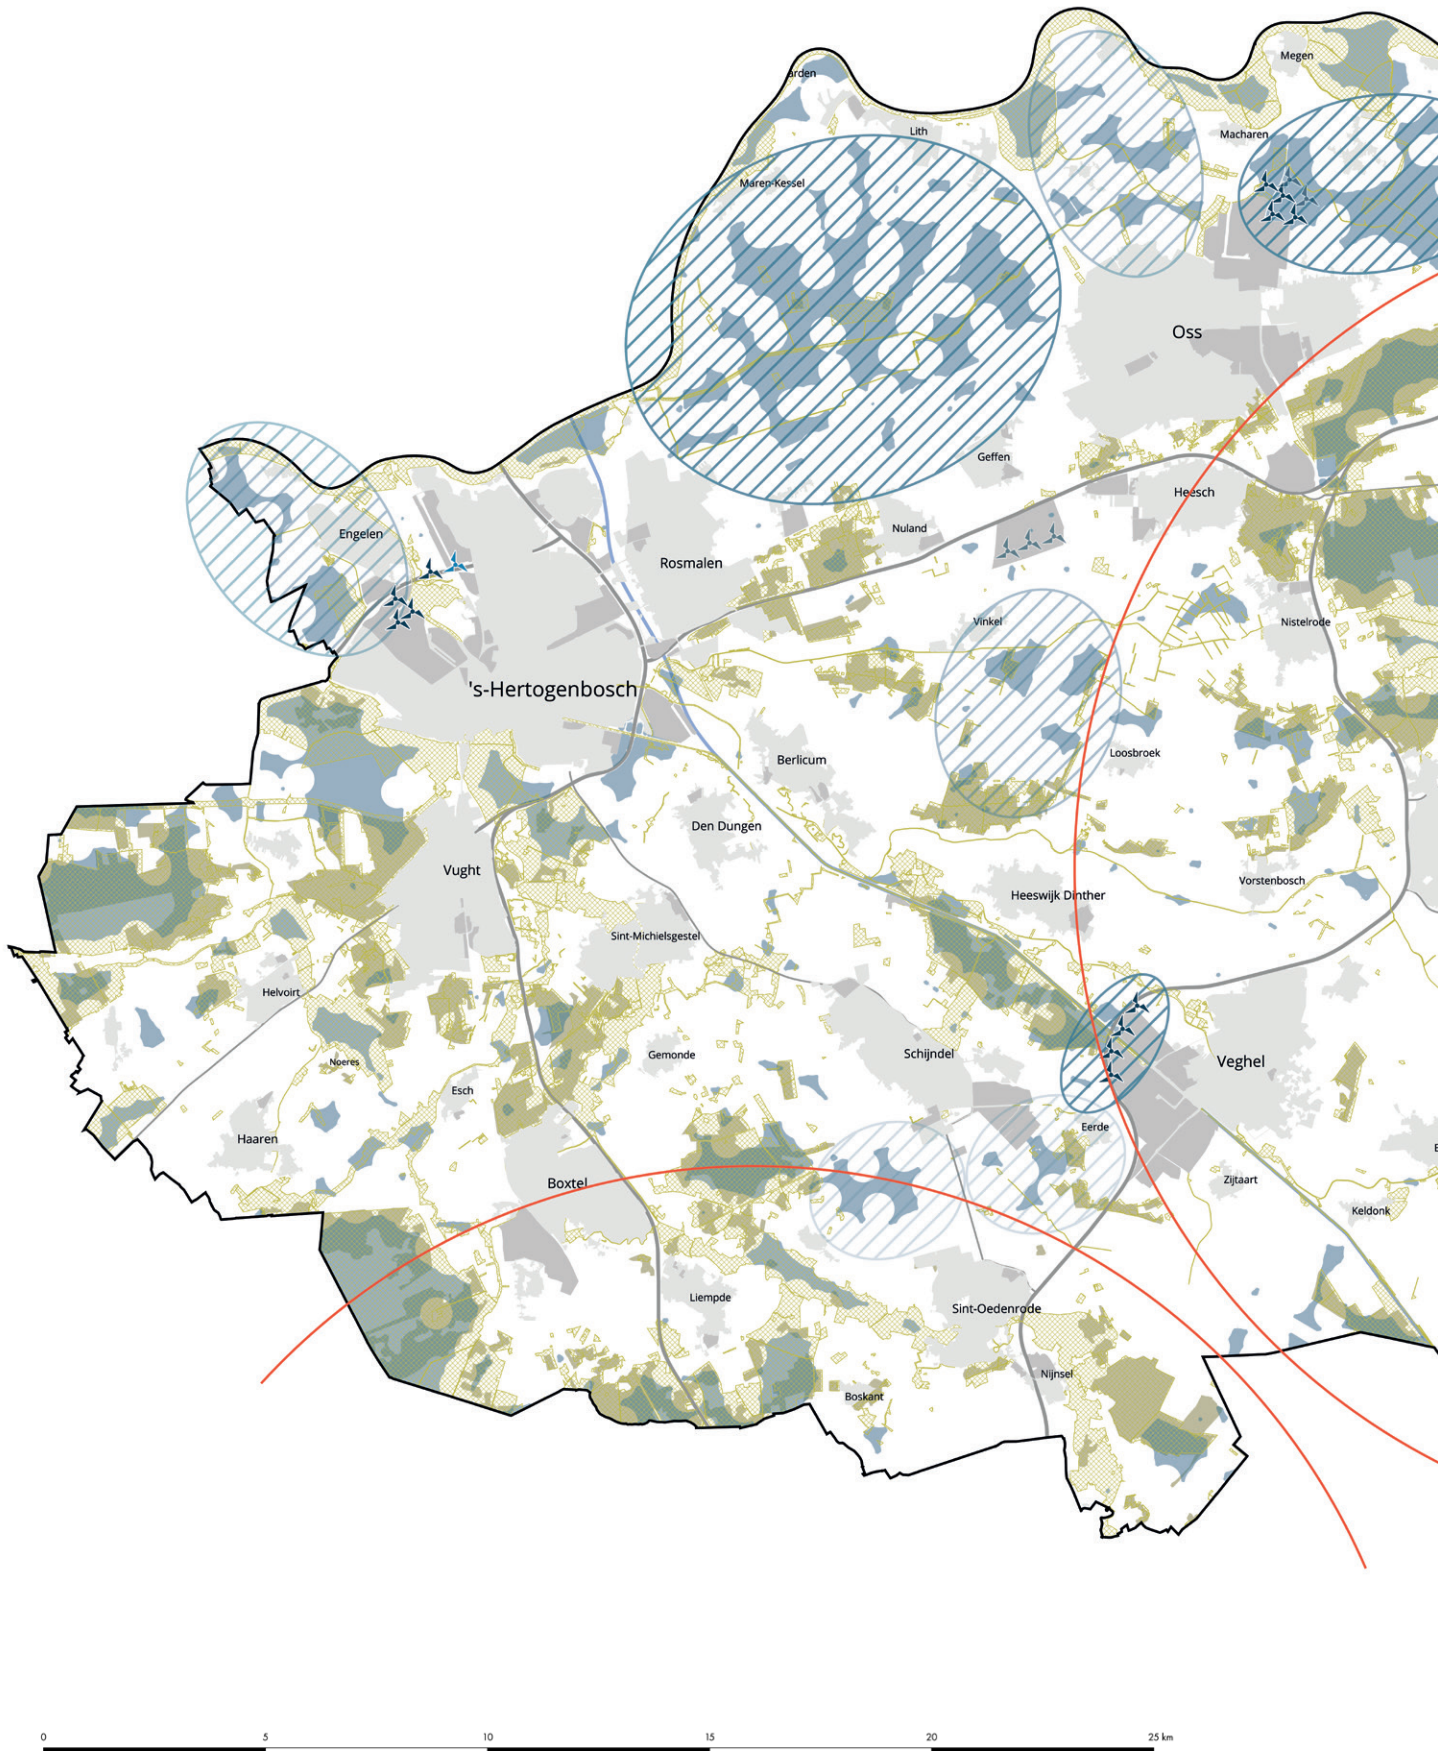 Megen
arden
Lith
Macharen
Maren-Kessel
Oss
Geffen
Heesch
Nuland
Engelen
Rosmalen
Vinkel
Nistelrode
's-Hertogenbosch
Loosbroek
Berlicum
Den Dungen
Vught
Vorstenbosch
Heeswijk Dinther
Sint-Michielsgestel
Helvoirt
Schijndel
Gemonde
Noeres
Veghel
Esch
Eerde
Haaren
Boxtel
Zijtaart
Keldonk
Liempde
Sint-Oedenrode
Nijnsel
Boskant
0 5 10 15 20 25 km